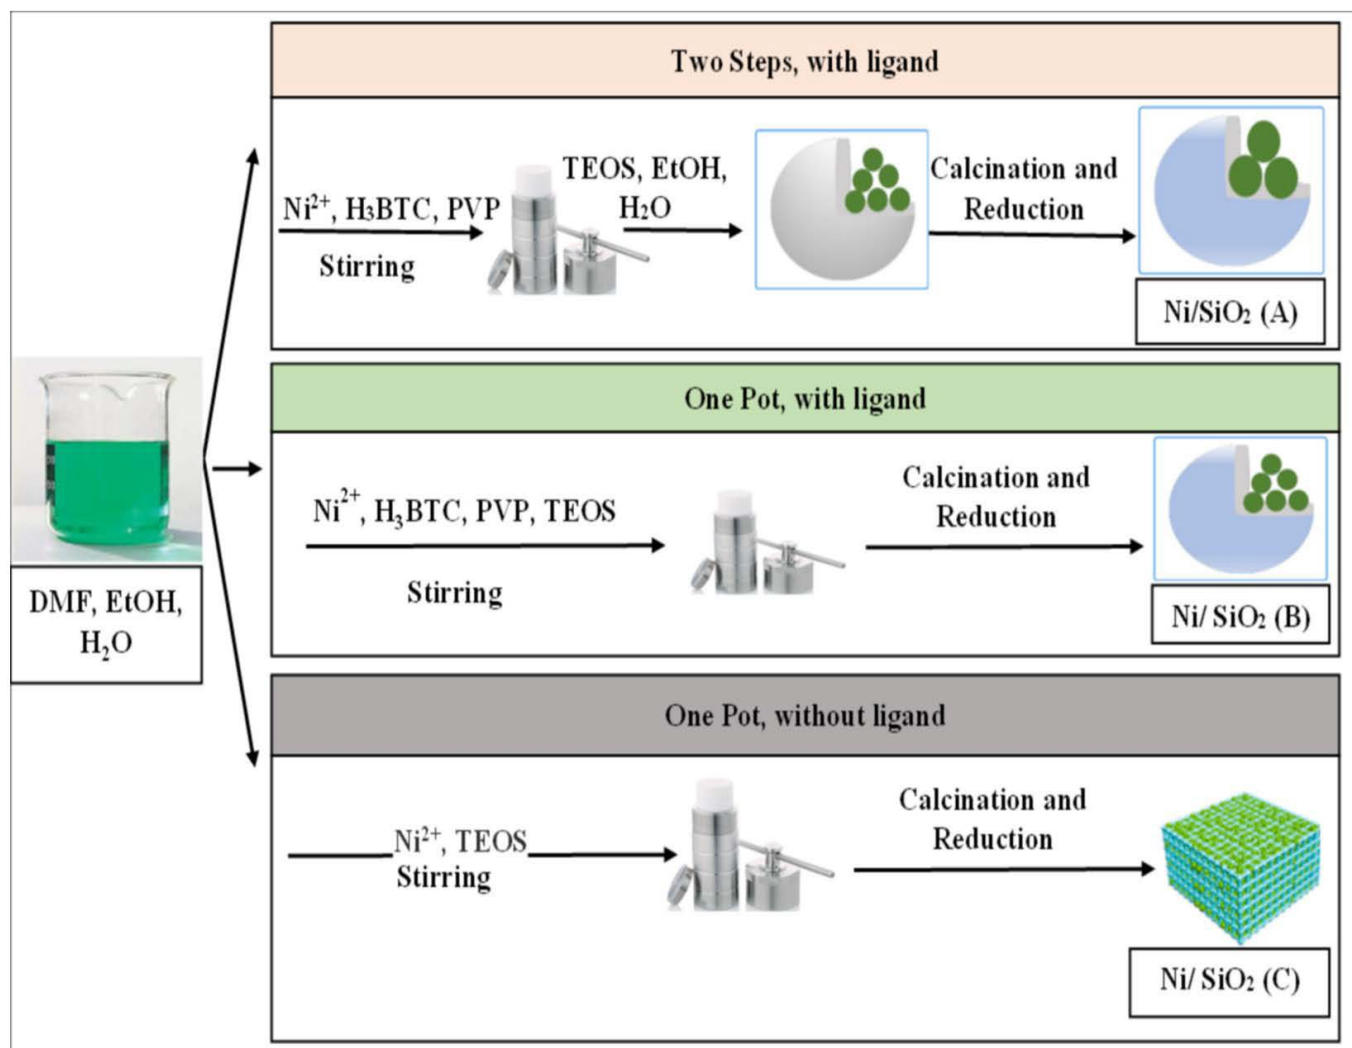 Two Steps, with ligand
Ni²⁺, H₃BTC, PVP
Stirring
TEOS, EtOH,
H₂O
Calcination and
Reduction
Ni/SiO₂ (A)
One Pot, with ligand
Ni²⁺, H₃BTC, PVP, TEOS
Stirring
Calcination and
Reduction
Ni/ SiO₂ (B)
DMF, EtOH,
H₂O
One Pot, without ligand
Ni²⁺, TEOS
Stirring
Calcination and
Reduction
Ni/ SiO₂ (C)